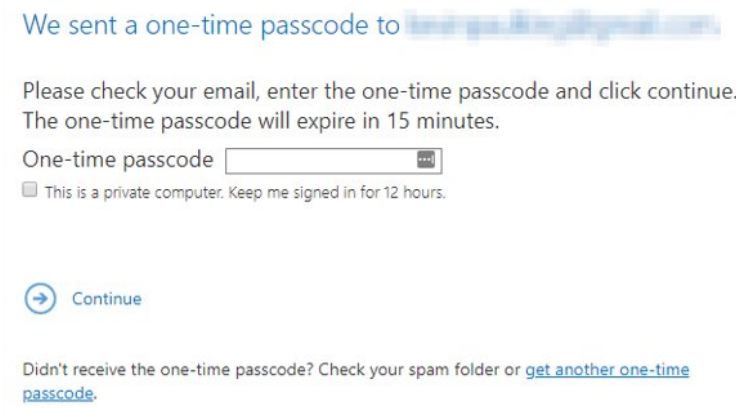 We sent a one-time passcode to
Please check your email, enter the one-time passcode and click continue.
The one-time passcode will expire in 15 minutes.
One-time passcode
This is a private computer. Keep me signed in for 12 hours.
Continue
Didn't receive the one-time passcode? Check your spam folder or get another one-time
passcode.